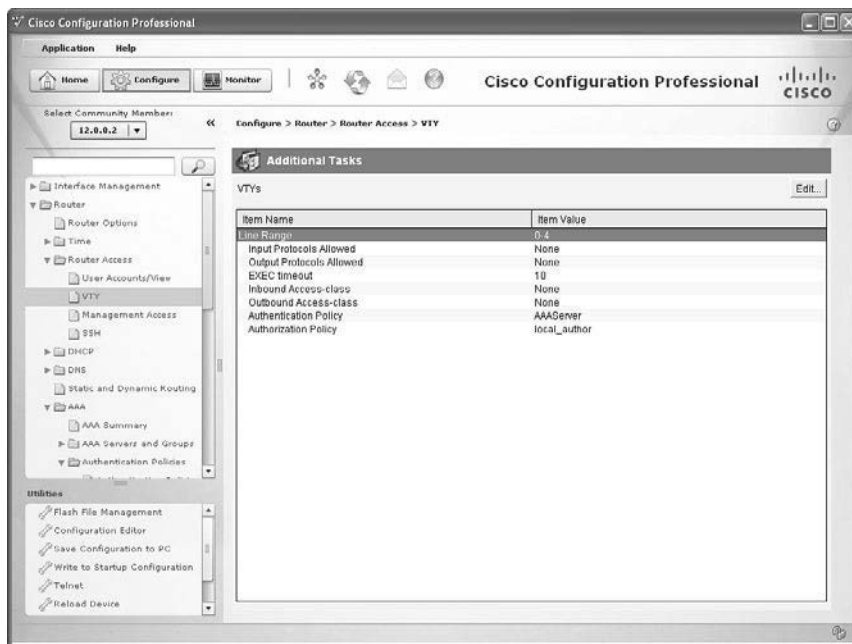 Cisco Configuration Professional
Application Help
Home Configure Monitor Cisco Configuration Professional CISCO
Select Community Member:
12.0.0.2
Configure > Router > Router Access > VTY
Additional Tasks
VTYs Edit...
Interface Management
Router
Router Options
Time
Router Access
User Accounts/View
VTY
Management Access
SSH
DHCP
DNS
Static and Dynamic Routing
AAA
AAA Summary
AAA Servers and Groups
Authentication Policies
Item Name Item Value
Line Range 0-4
Input Protocols Allowed None
Output Protocols Allowed None
EXEC timeout 10
Inbound Access-class None
Outbound Access-class None
Authentication Policy AAAServer
Authorization Policy local_author
Utilities
Flash File Management
Configuration Editor
Save Configuration to PC
Write to Startup Configuration
Telnet
Reload Device